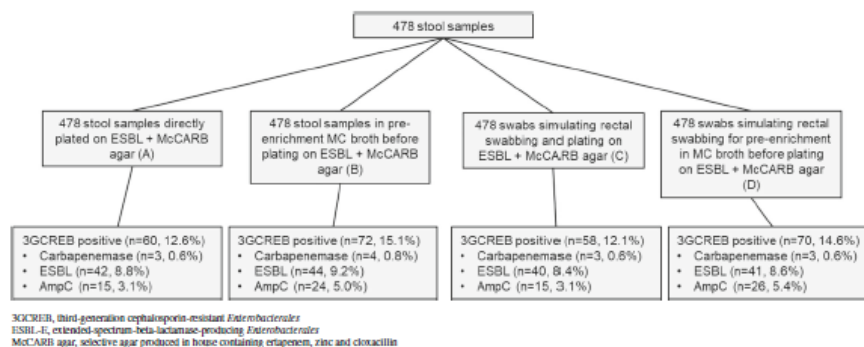 478 stool samples
478 stool samples directly
plated on ESBL + McCARB
agar (A)
478 stool samples in pre-
enrichment MC broth before
plating on ESBL + McCARB
agar (B)
478 swabs simulating rectal
swabbing and plating on
ESBL + McCARB agar (C)
478 swabs simulating rectal
swabbing for pre-enrichment
in MC broth before plating
on ESBL + McCARB agar
(D)
3GCREB positive (n=60, 12.6%)
• Carbapenemase (n=3, 0.6%)
• ESBL (n=42, 8.8%)
• AmpC (n=15, 3.1%)
3GCREB positive (n=72, 15.1%)
• Carbapenemase (n=4, 0.8%)
• ESBL (n=44, 9.2%)
• AmpC (n=24, 5.0%)
3GCREB positive (n=58, 12.1%)
• Carbapenemase (n=3, 0.6%)
• ESBL (n=40, 8.4%)
• AmpC (n=15, 3.1%)
3GCREB positive (n=70, 14.6%)
• Carbapenemase (n=3, 0.6%)
• ESBL (n=41, 8.6%)
• AmpC (n=26, 5.4%)
3GCREB, third-generation cephalosporin-resistant Enterobacterales
ESBL-E, extended-spectrum-beta-lactamase-producing Enterobacterales
McCARB agar, selective agar produced in house containing ertapenem, zinc and cloxacillin